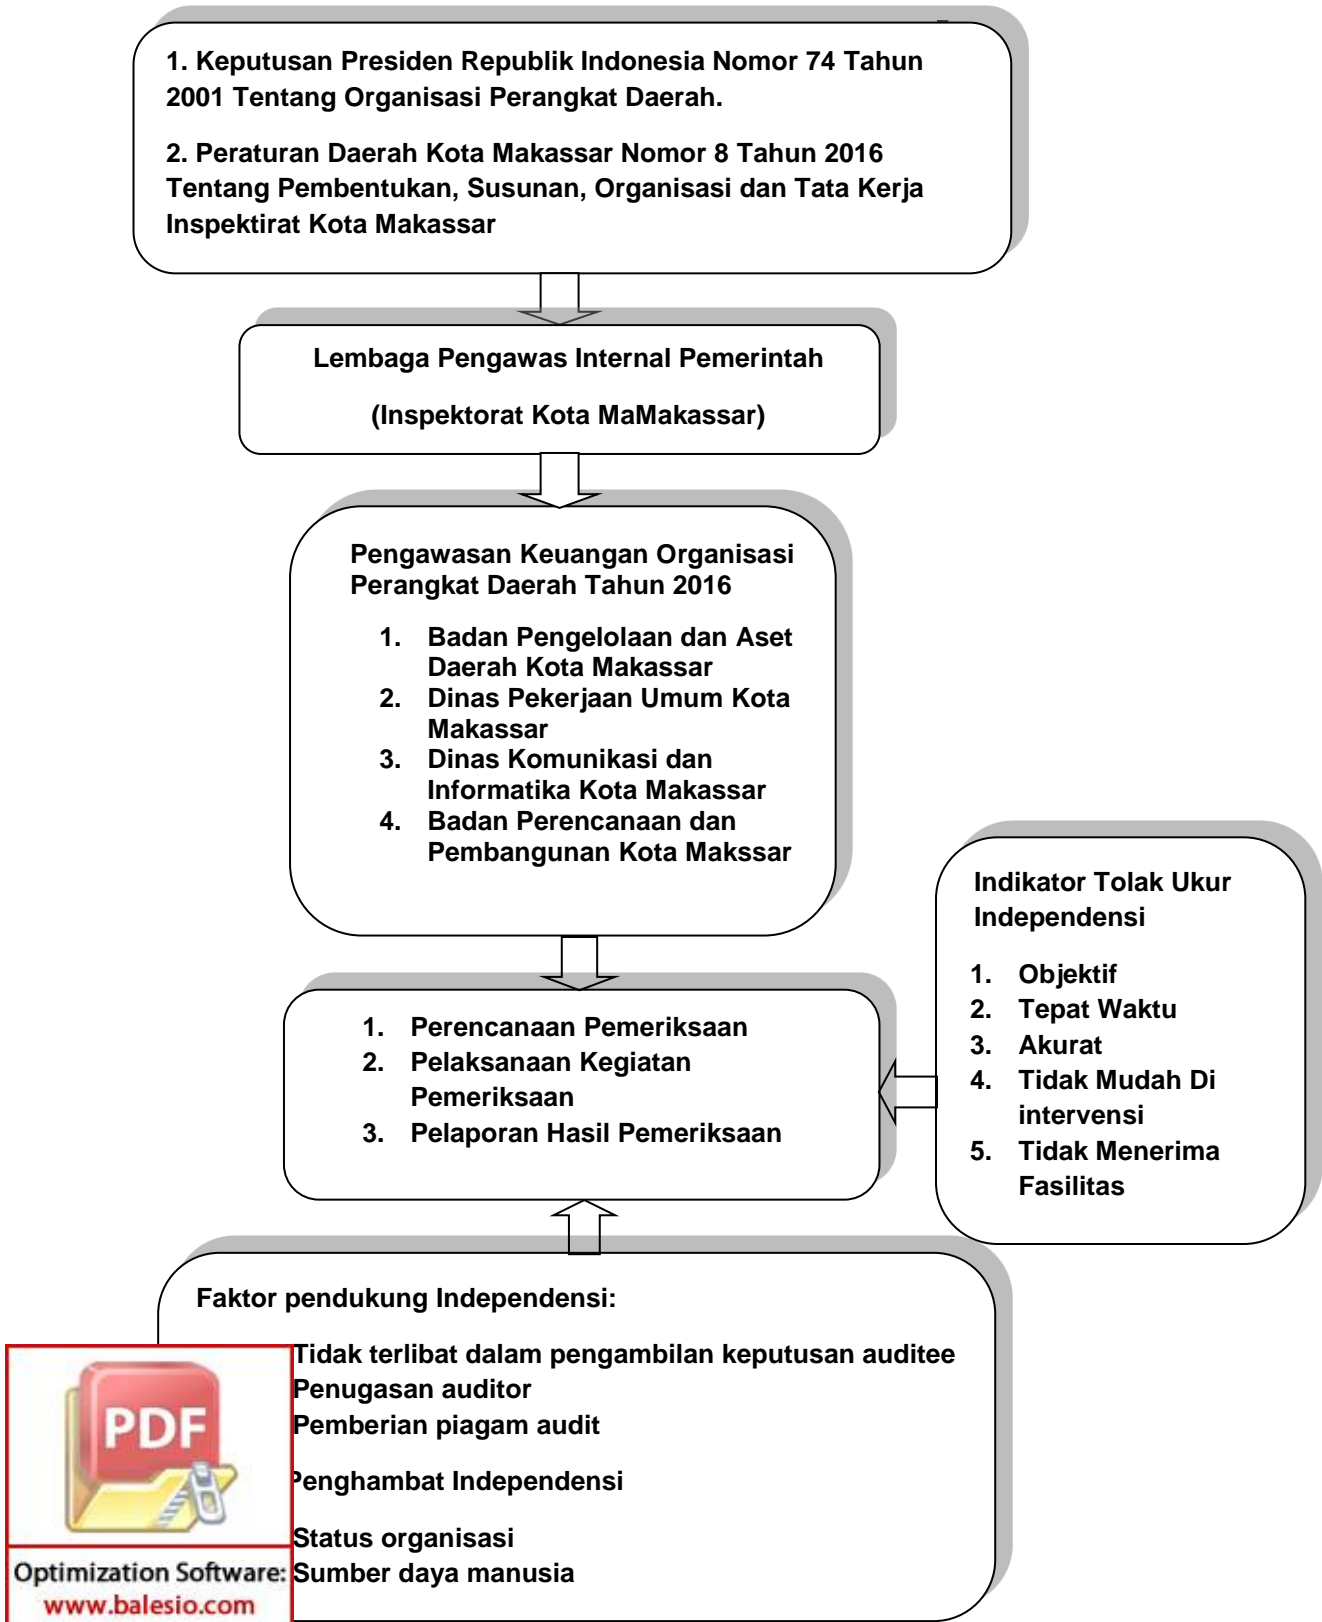 1. Keputusan Presiden Republik Indonesia Nomor 74 Tahun
2001 Tentang Organisasi Perangkat Daerah.
2. Peraturan Daerah Kota Makassar Nomor 8 Tahun 2016
Tentang Pembentukan, Susunan, Organisasi dan Tata Kerja
Inspektirat Kota Makassar
Lembaga Pengawas Internal Pemerintah
(Inspektorat Kota MaMakassar)
Pengawasan Keuangan Organisasi
Perangkat Daerah Tahun 2016
1. Badan Pengelolaan dan Aset
Daerah Kota Makassar
2. Dinas Pekerjaan Umum Kota
Makassar
3. Dinas Komunikasi dan
Informatika Kota Makassar
4. Badan Perencanaan dan
Pembangunan Kota Makssar
Indikator Tolak Ukur
Independensi
1. Objektif
2. Tepat Waktu
3. Akurat
4. Tidak Mudah Di
intervensi
5. Tidak Menerima
Fasilitas
1. Perencanaan Pemeriksaan
2. Pelaksanaan Kegiatan
Pemeriksaan
3. Pelaporan Hasil Pemeriksaan
Faktor pendukung Independensi:
Tidak terlibat dalam pengambilan keputusan auditee
Penugasan auditor
Pemberian piagam audit
Penghambat Independensi
Status organisasi
Sumber daya manusia
PDF
Optimization Software:
www.balesio.com